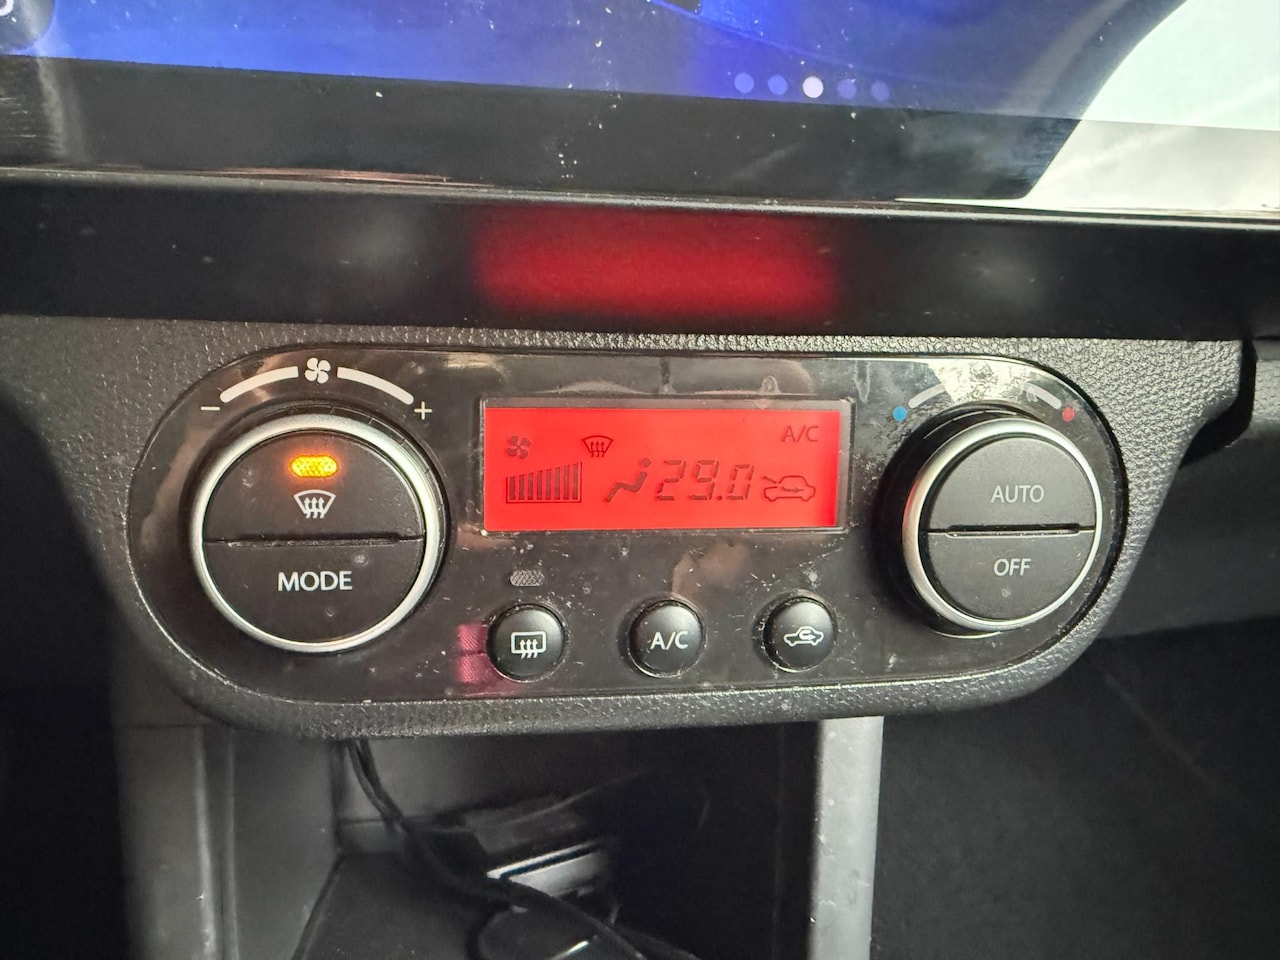 - +
A/C
29.0
AUTO
OFF
MODE
A/C